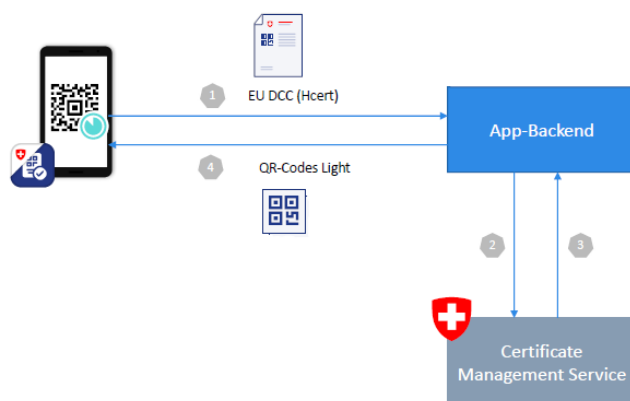 1
EU DCC (Hcert)
App-Backend
4
QR-Codes Light
2
3
Certificate
Management Service